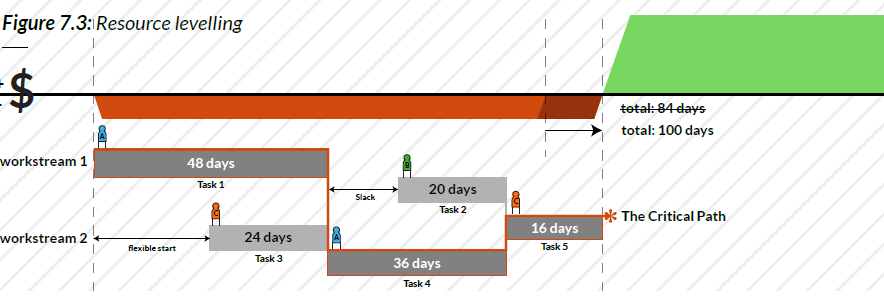 Figure 7.3: Resource levelling
$
total: 84 days
total: 100 days
A
workstream 1
48 days
Task 1
B
Slack
20 days
Task 2
C
16 days
Task 5
The Critical Path
C
workstream 2
flexible start
24 days
Task 3
A
36 days
Task 4